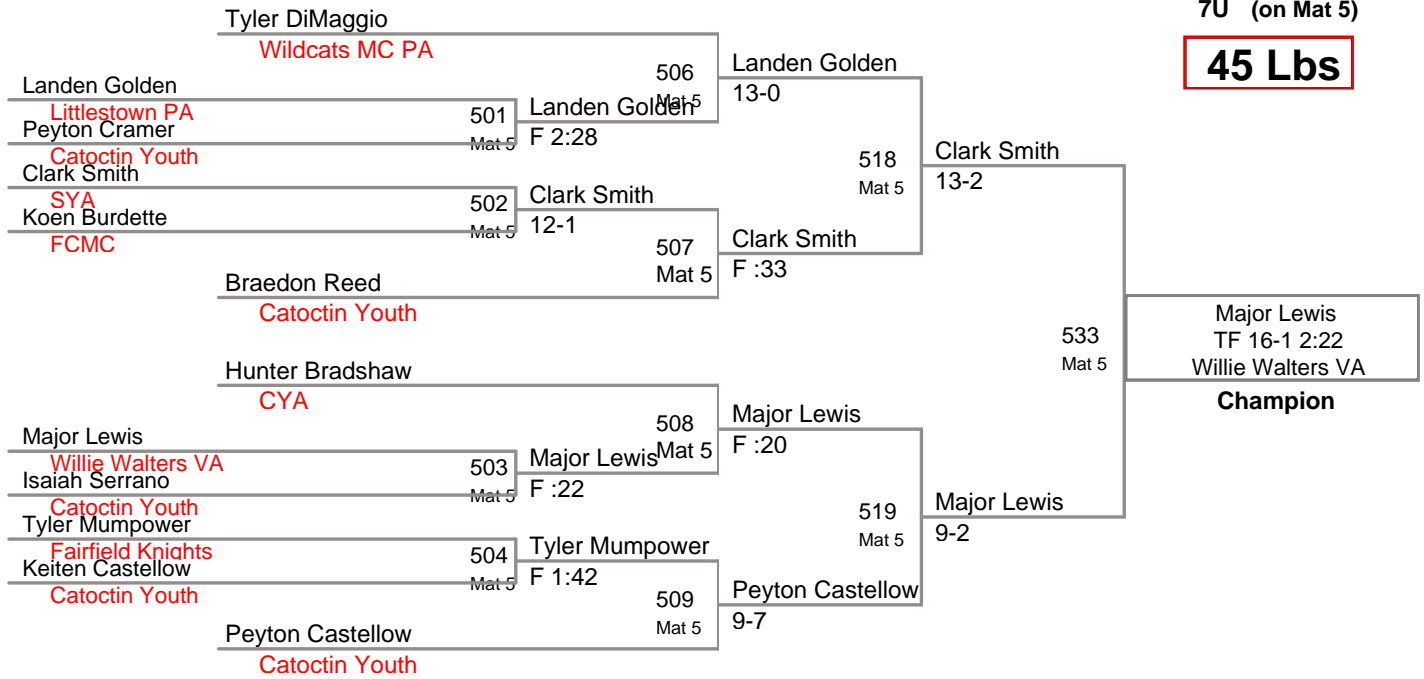 7U (on Mat 5)
45 Lbs
Tyler DiMaggio
Wildcats MC PA
Landen Golden
Littlestown PA
Peyton Cramer
Catoctin Youth
Clark Smith
SYA
Koen Burdette
FCMC
Braedon Reed
Catoctin Youth
Hunter Bradshaw
CYA
Major Lewis
Willie Walters VA
Isaiah Serrano
Catoctin Youth
Tyler Mumpower
Fairfield Knights
Keiten Castellow
Catoctin Youth
Peyton Castellow
Catoctin Youth
501
Mat 5
Landen Golden
F 2:28
502
Mat 5
Clark Smith
12-1
503
Mat 5
Major Lewis
F :22
504
Mat 5
Tyler Mumpower
F 1:42
506
Mat 5
Landen Golden
13-0
507
Mat 5
Clark Smith
F :33
508
Mat 5
Major Lewis
F :20
509
Mat 5
Peyton Castellow
9-7
518
Mat 5
Clark Smith
13-2
519
Mat 5
Major Lewis
9-2
533
Mat 5
Major Lewis
TF 16-1 2:22
Willie Walters VA
Champion